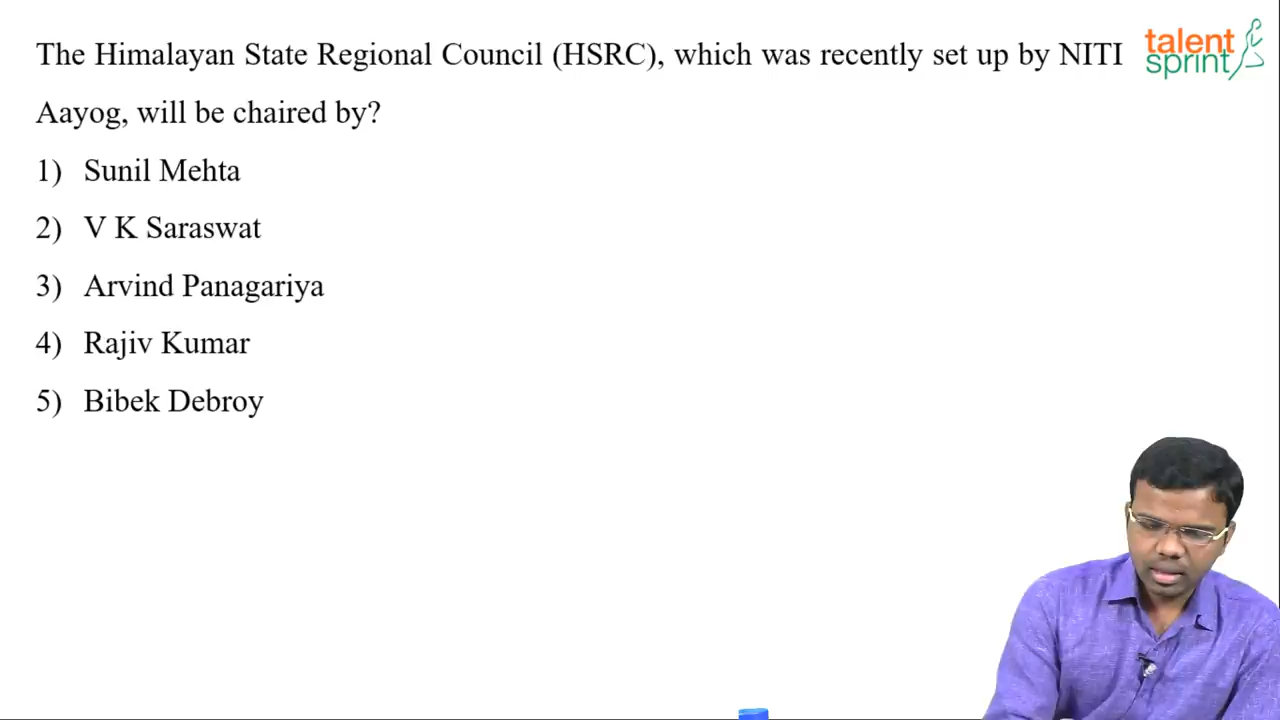 The Himalayan State Regional Council (HSRC), which was recently set up by NITI
Aayog, will be chaired by?
1) Sunil Mehta
2) V K Saraswat
3) Arvind Panagariya
4) Rajiv Kumar
5) Bibek Debroy
talent
sprint